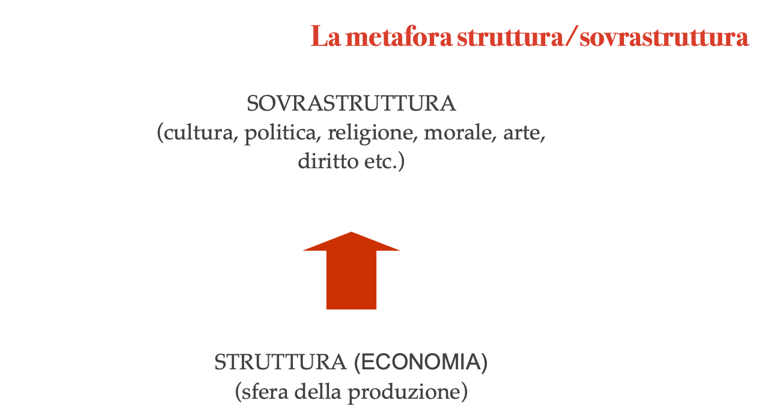 La metafora struttura/sovrastruttura
SOVRASTRUTTURA
(cultura, politica, religione, morale, arte,
diritto etc.)
STRUTTURA (ECONOMIA)
(sfera della produzione)